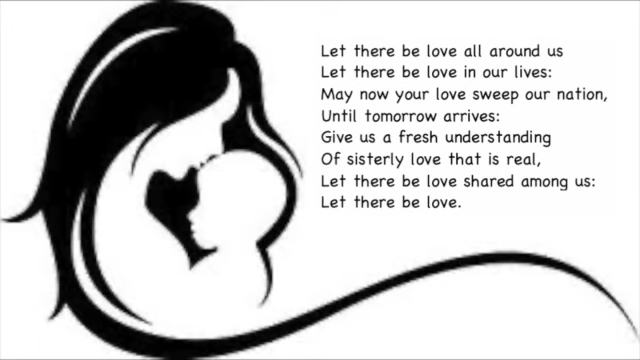 Let there be love all around us
Let there be love in our lives:
May now your love sweep our nation,
Until tomorrow arrives:
Give us a fresh understanding
Of sisterly love that is real,
Let there be love shared among us:
Let there be love.